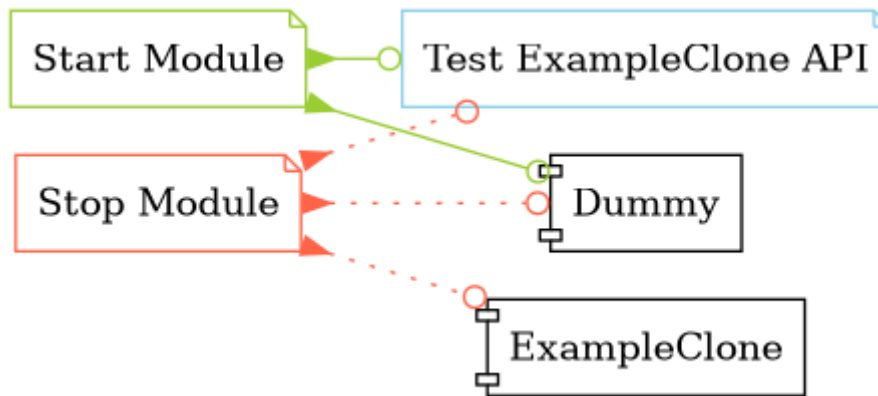 Start Module
Test ExampleClone API
Stop Module
Dummy
ExampleClone